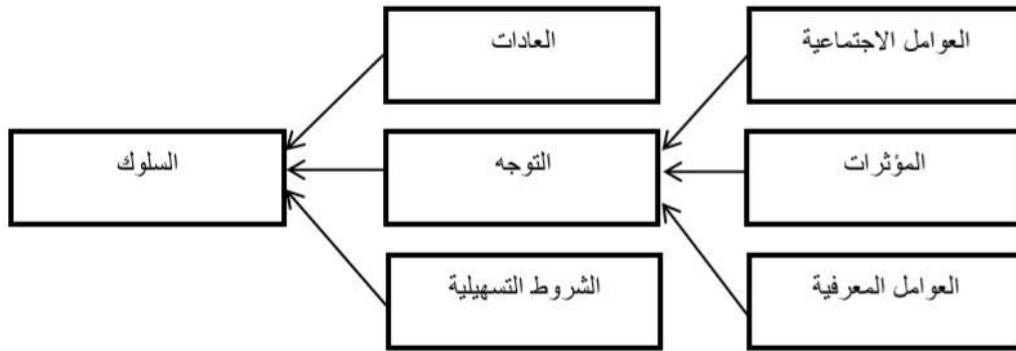 العوامل الاجتماعية
العادات
المؤثرات
التوجه
السلوك
العوامل المعرفية
الشروط التسهيلية